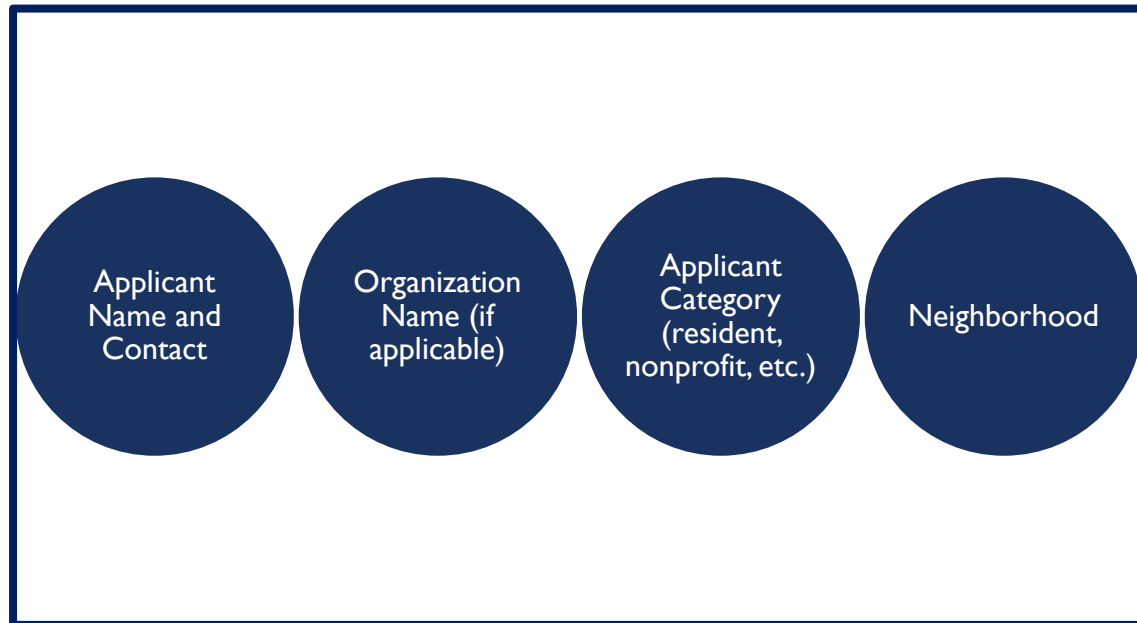 Applicant
Name and
Contact
Organization
Name (if
applicable)
Applicant
Category
(resident,
nonprofit, etc.)
Neighborhood